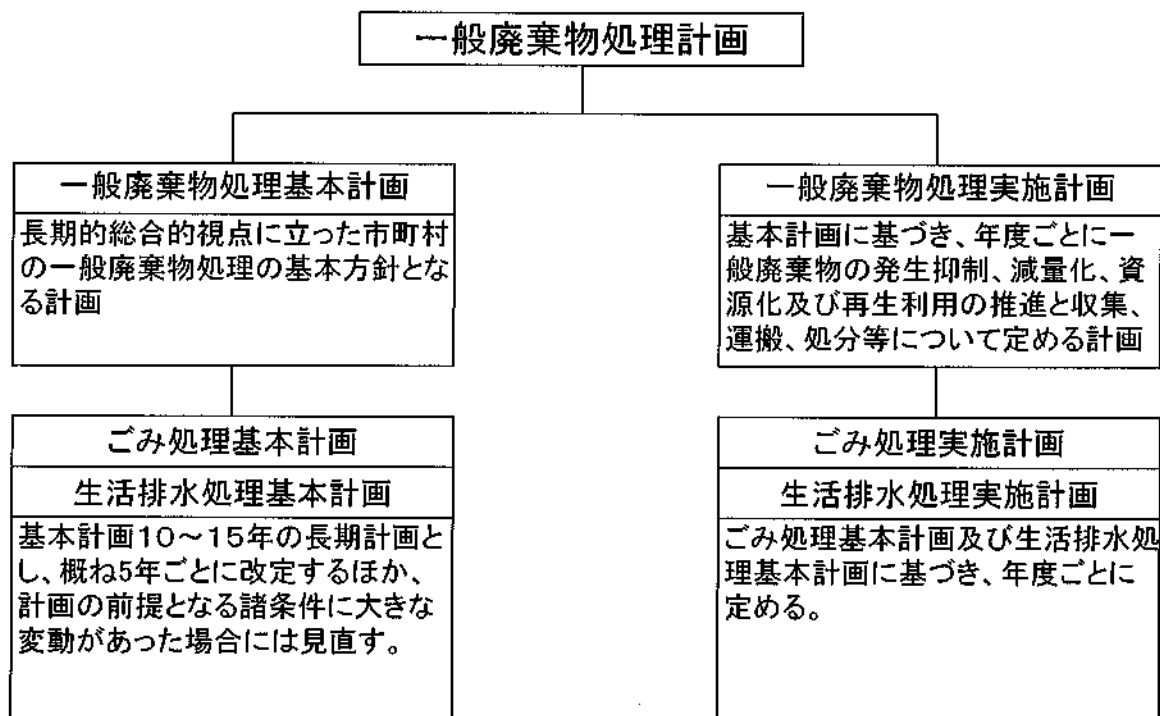 一般廃棄物処理計画
一般廃棄物処理基本計画
長期的総合的視点に立った市町村
の一般廃棄物処理の基本方針とな
る計画
一般廃棄物処理実施計画
基本計画に基づき、年度ごとに一
般廃棄物の発生抑制、減量化、資
源化及び再生利用の推進と収集、
運搬、処分等について定める計画
ごみ処理基本計画
生活排水処理基本計画
基本計画10～15年の長期計画と
し、概ね5年ごとに改定するほか、
計画の前提となる諸条件に大きな
変動があった場合には見直す。
ごみ処理実施計画
生活排水処理実施計画
ごみ処理基本計画及び生活排水処
理基本計画に基づき、年度ごとに
定める。